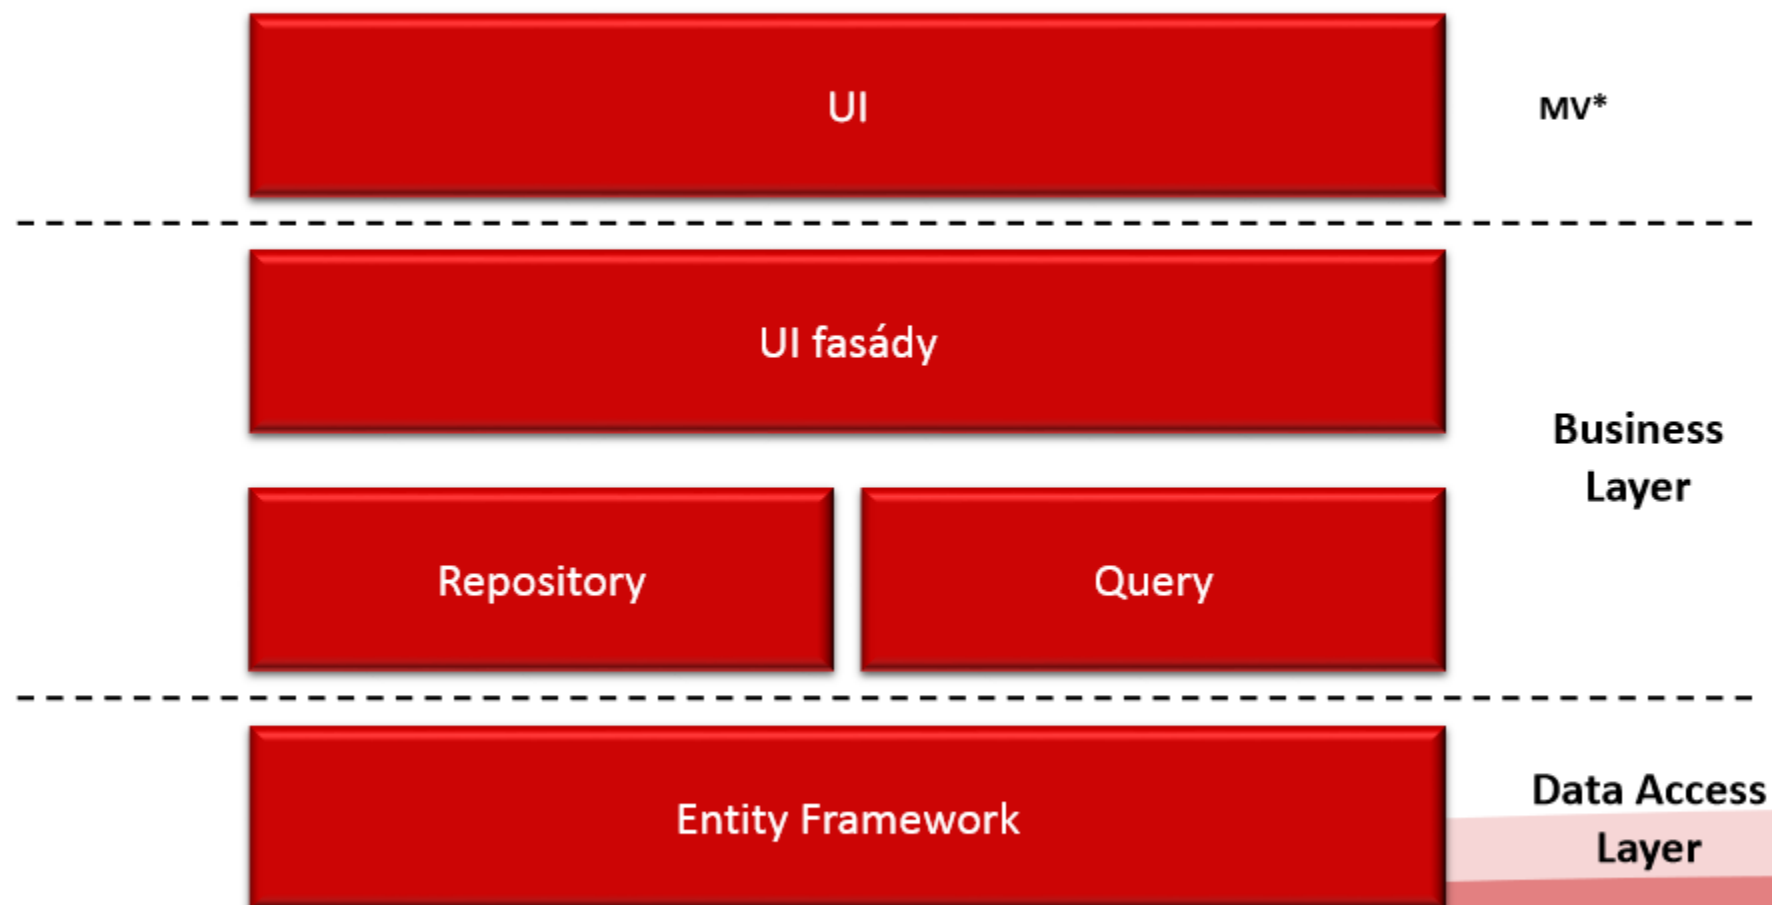 UI
MV*
UI fasády
Business
Layer
Repository
Query
Entity Framework
Data Access
Layer